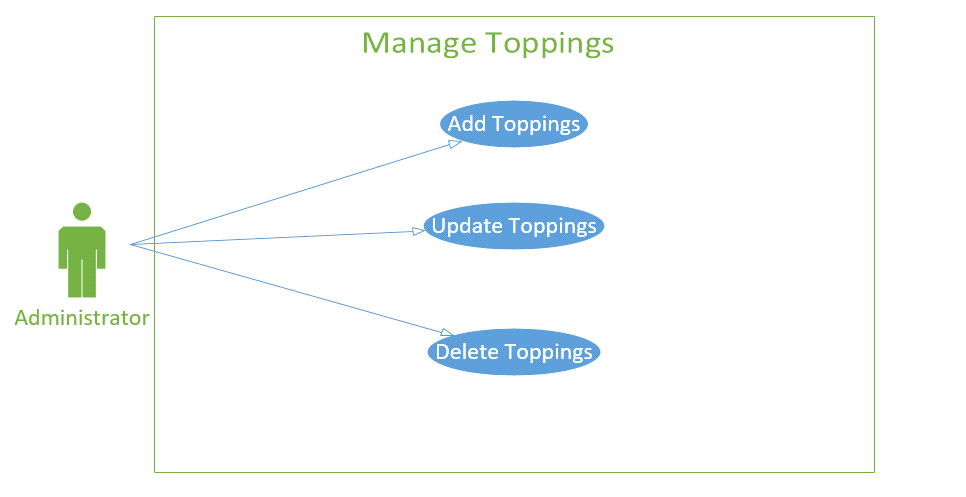 Manage Toppings
Add Toppings
Update Toppings
Administrator
Delete Toppings